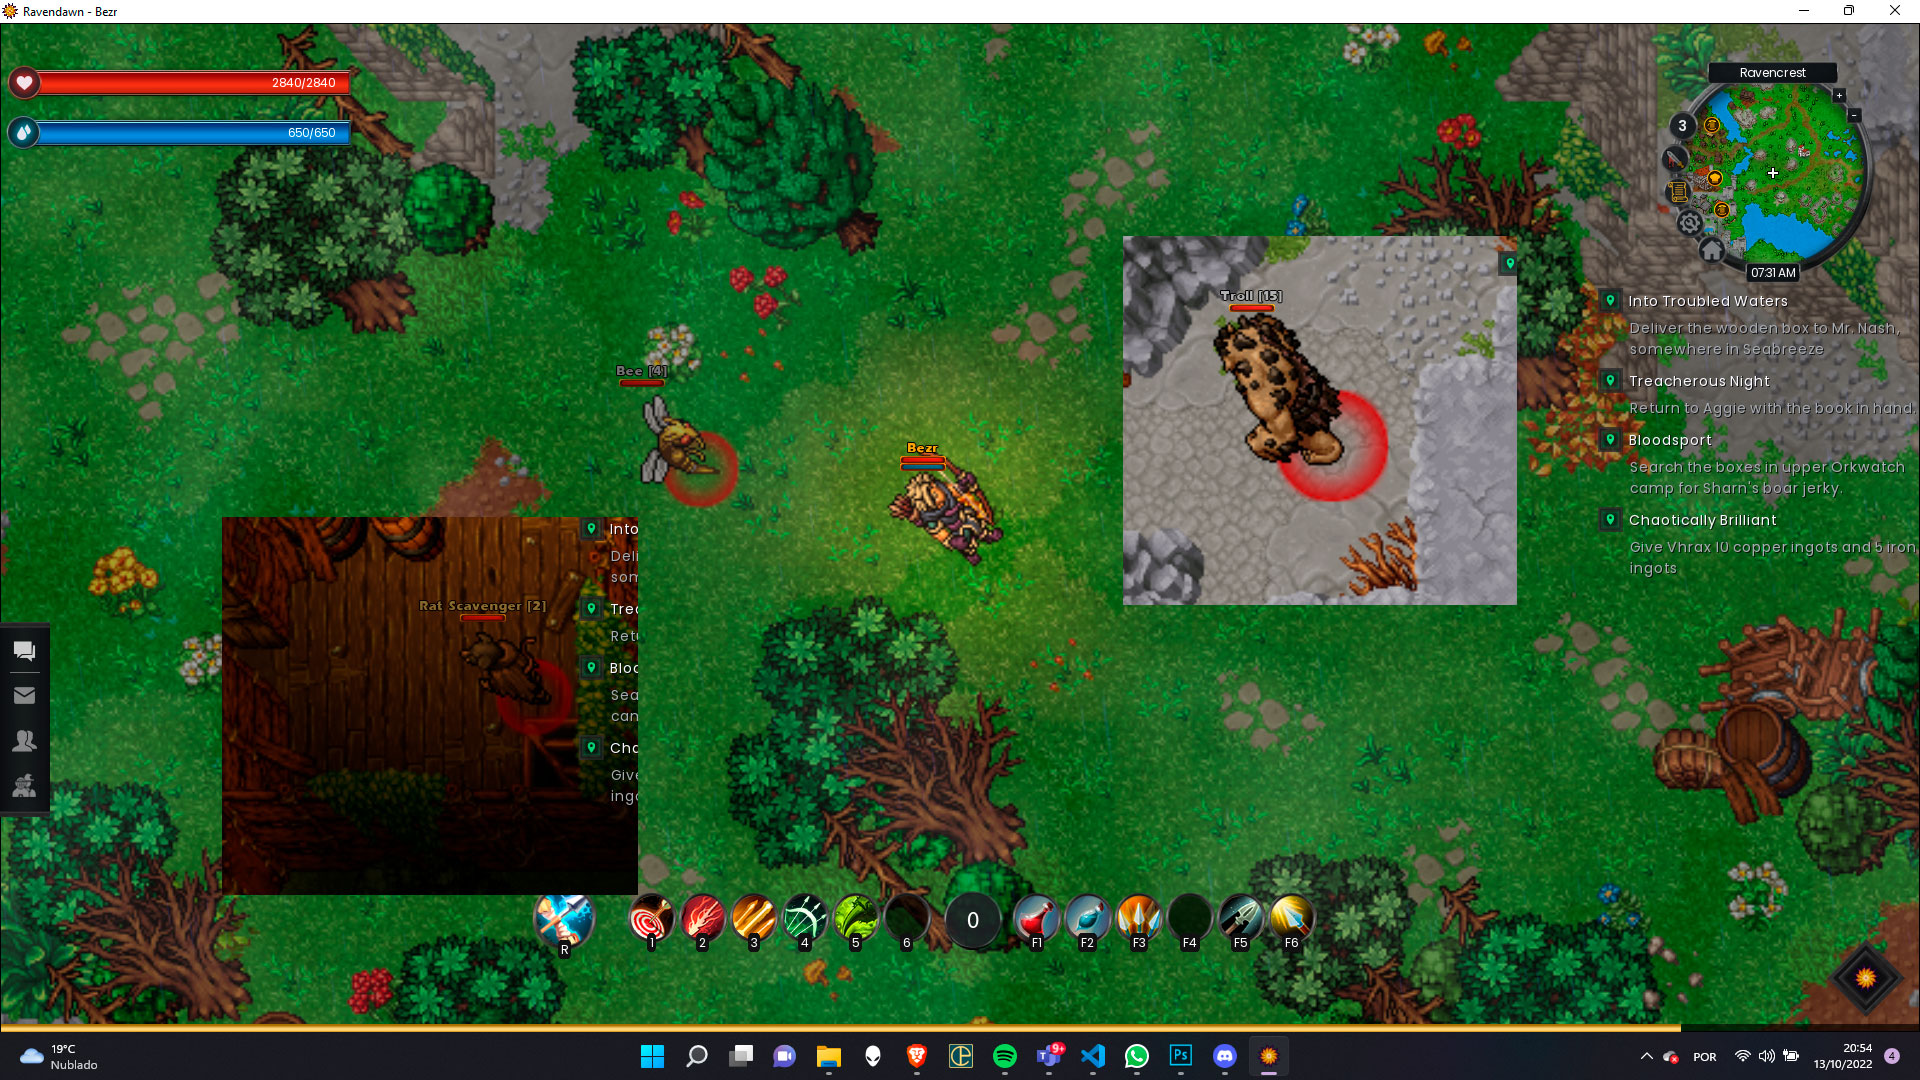 Ravendawn - Bezr
2840/2840
650/650
Ravencrest
+
-
3
07:31 AM
Into Troubled Waters
Deliver the wooden box to Mr. Nash,
somewhere in Seabreeze
Treacherous Night
Return to Aggie with the book in hand.
Bloodsport
Search the boxes in upper Orkwatch
camp for Sharn's boar jerky.
Chaotically Brilliant
Give Vhrax 10 copper ingots and 5 iron
ingots
Troll [15]
Bee [4]
Bezr
Rat Scavenger [2]
Into
Deli
som
Trea
Retu
Bloo
Sea
cam
Cha
Give
ingo
R
1
2
3
4
5
6
0
F1
F2
F3
F4
F5
F6
19°C
Nublado
9+
Ps
POR
20:54
13/10/2022
4